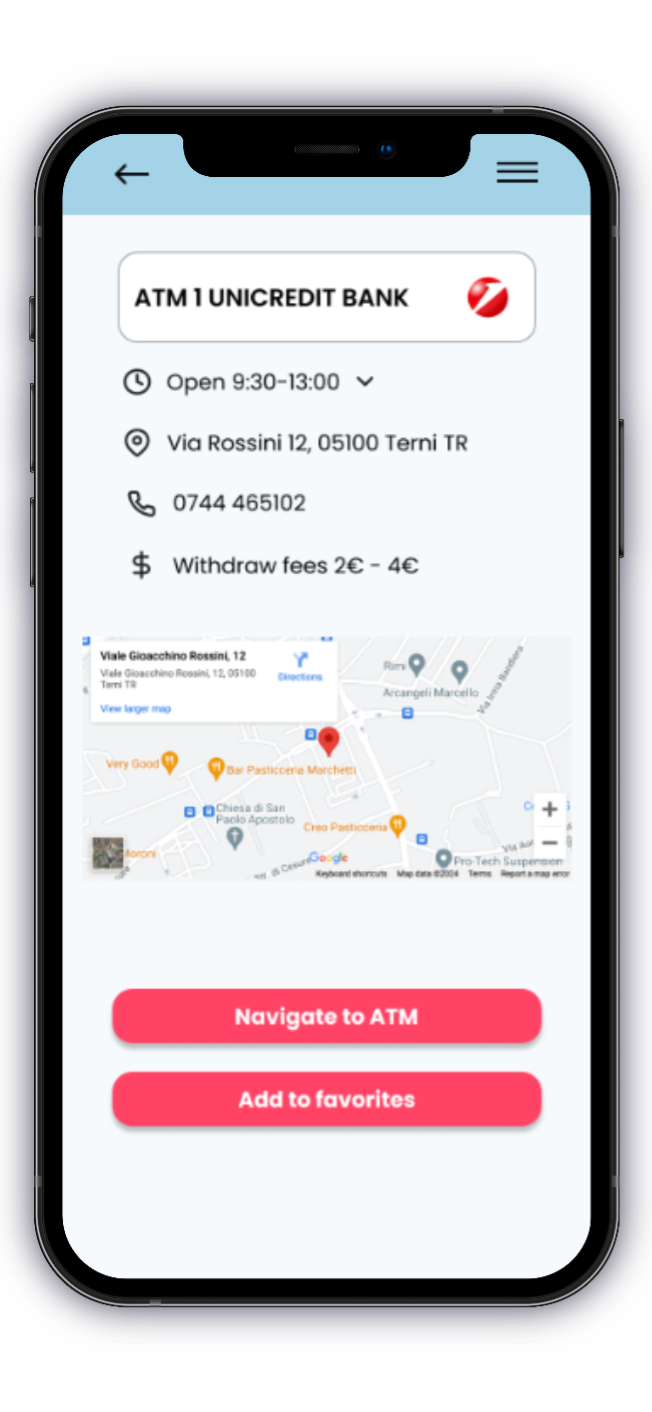 ATM 1 UNICREDIT BANK
Open 9:30-13:00
Via Rossini 12, 05100 Terni TR
0744 465102
$ Withdraw fees 2€ - 4€
Viale Gioacchino Rossini, 12
Viale Gioacchino Rossini, 12, 05100
Terni TR
Directions
View larger map
Rimi
Arcangeli Marcello
Via Irma Bandiera
Very Good
Bar Pasticceria Marchetti
Chiesa di San
Paolo Apostolo
Creo Pasticceria
Moroni
Google
Pro-Tech Suspension
Keyboard shortcuts
Map data ©2024
Terms
Report a map error
Navigate to ATM
Add to favorites